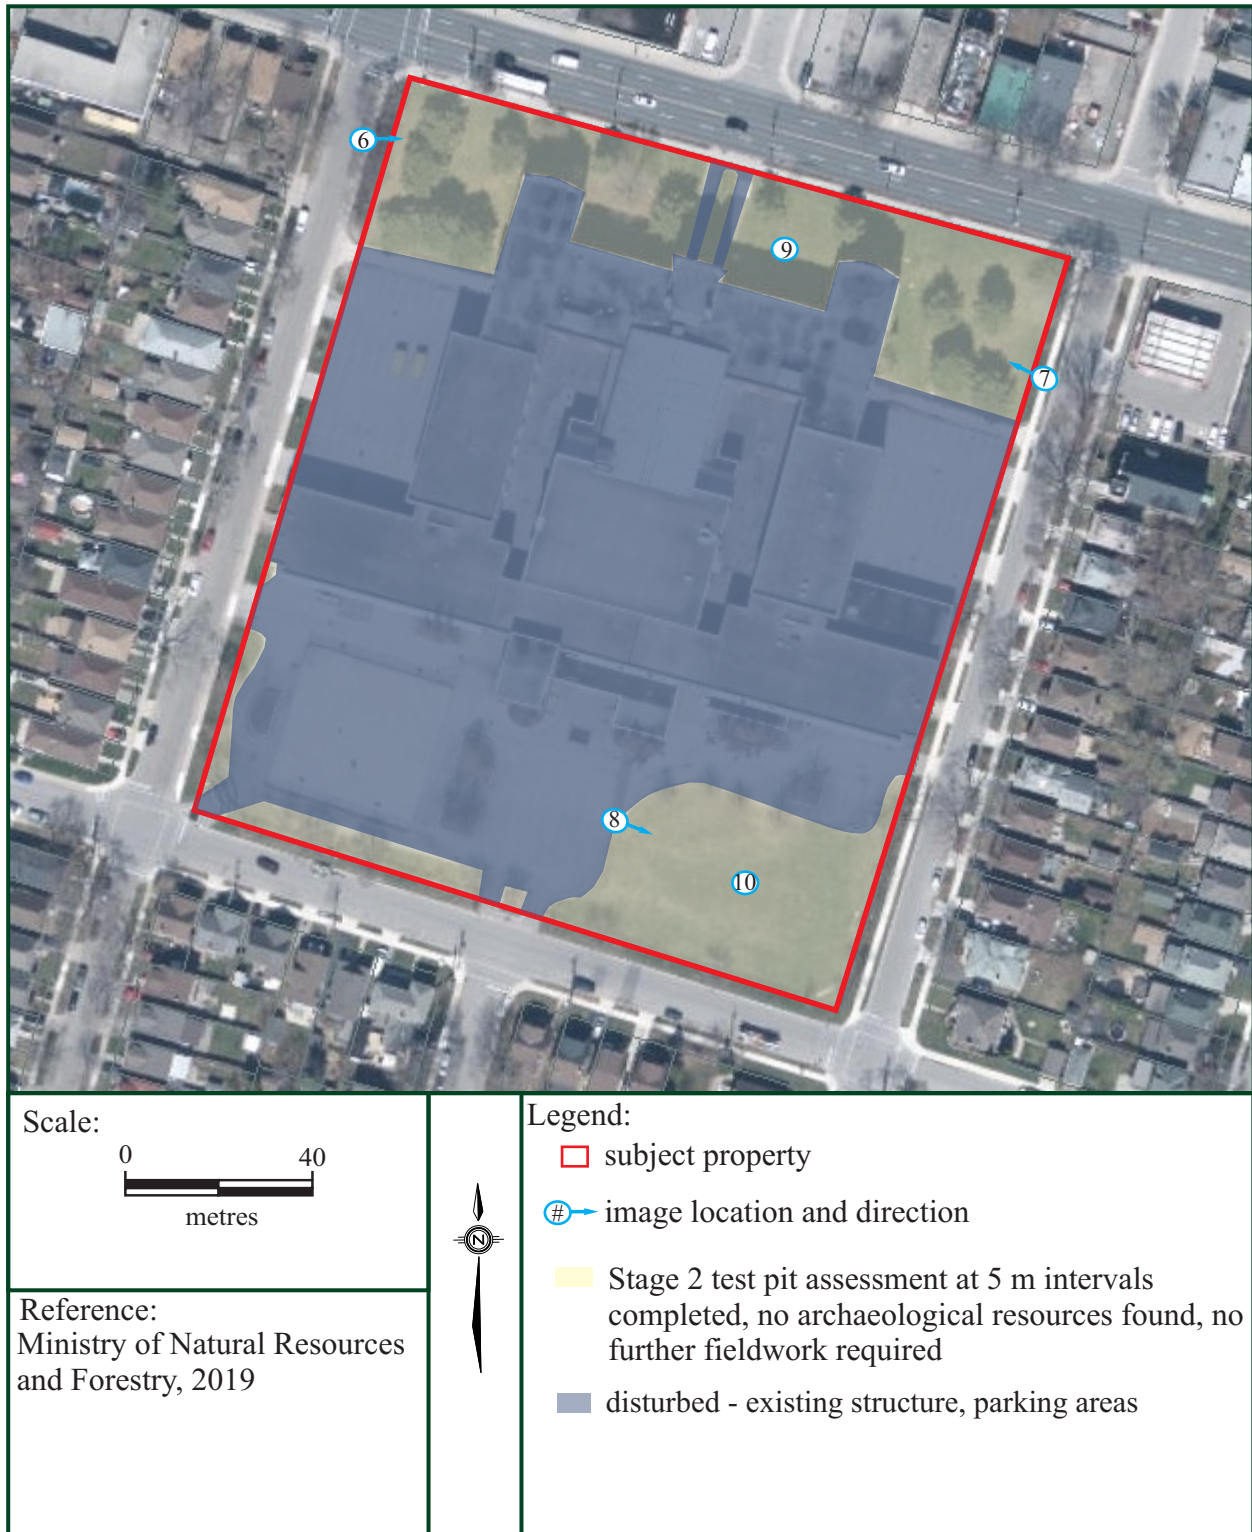 6
9
7
8
10
Scale:
0 40
metres
Reference:
Ministry of Natural Resources
and Forestry, 2019
N
Legend:
subject property
# image location and direction
Stage 2 test pit assessment at 5 m intervals
completed, no archaeological resources found, no
further fieldwork required
disturbed - existing structure, parking areas